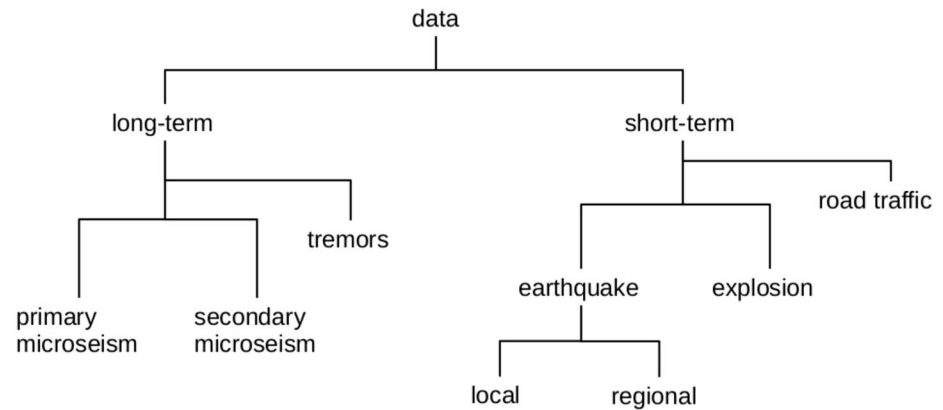 data
long-term
short-term
road traffic
tremors
earthquake
explosion
primary
microseism
secondary
microseism
local
regional